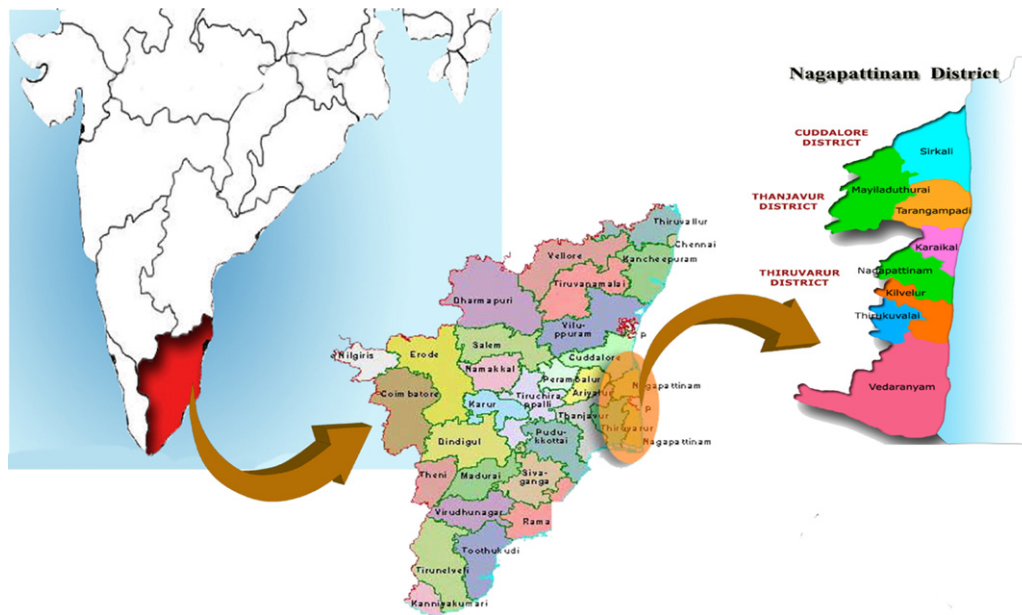 Nagapattinam District
CUDDALORE
DISTRICT
Sirkali
Mayiladuthurai
THANJAVUR
DISTRICT
Tarangampadi
Karaikal
THIRUVARUR
DISTRICT
Nagapattinam
Kilvelur
Thirukuvalai
Vedaranyam
Thiruvallur
Chennai
Vellore
Kancheepuram
Tiruvanamalai
Dharmapuri
Vilu-
ppuram
P
Salem
Nilgiris
Erode
Cuddalore
Namakkal
Perambalur
Nagapattinam
Coimbatore
Ariyalur
Karur
Tiruchira
ppalli
P
Thanjavur
Thiruvarur
Dindigul
Pudu-
kkottai
Nagapattinam
Theni
Madurai
Siva-
ganga
Virudhunagar
Rama
Toothukudi
Tirunelveli
Kanniyakumari